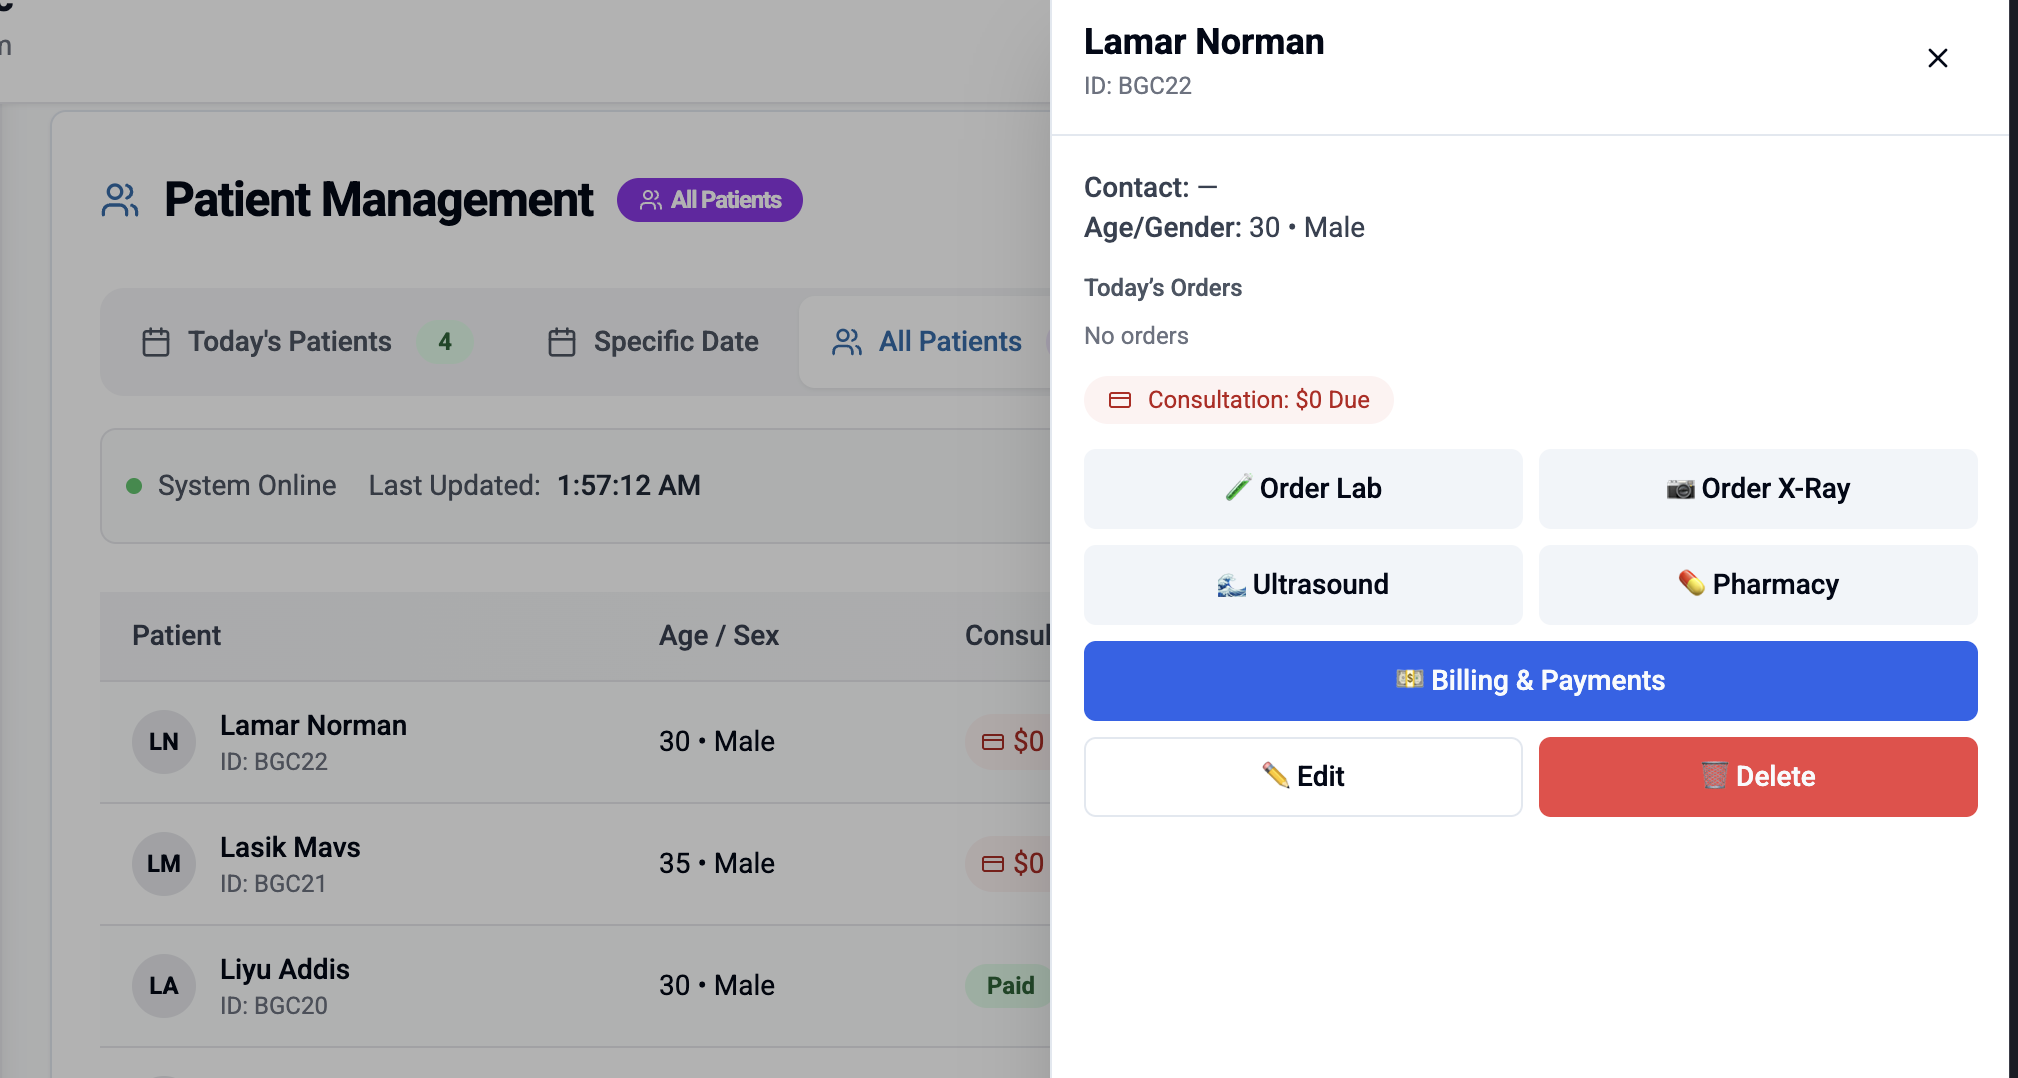 Patient Management
All Patients
Today's Patients 4
Specific Date
All Patients
System Online Last Updated: 1:57:12 AM
Patient Age / Sex
LN Lamar Norman 30 • Male $0
ID: BGC22
LM Lasik Mavs 35 • Male $0
ID: BGC21
LA Liyu Addis 30 • Male Paid
ID: BGC20
Lamar Norman
ID: BGC22
Contact: —
Age/Gender: 30 • Male
Today’s Orders
No orders
Consultation: $0 Due
Order Lab
Order X-Ray
Ultrasound
Pharmacy
Billing & Payments
Edit
Delete